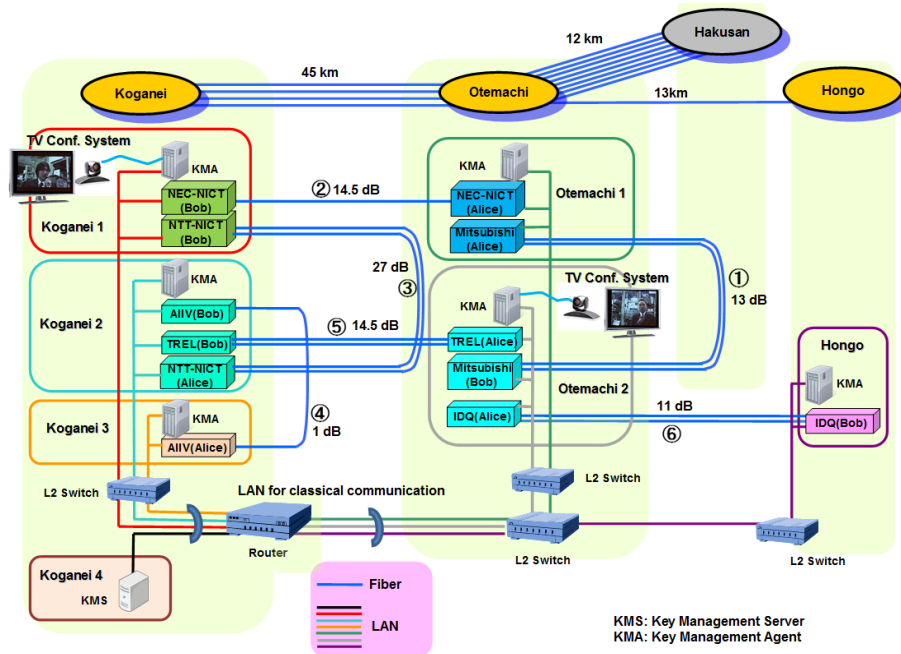 Hakusan
12 km
45 km
Koganei
Otemachi
13km
Hongo
TV Conf. System
KMA
NEC-NICT
(Bob)
NTT-NICT
(Bob)
Koganei 1
② 14.5 dB
KMA
NEC-NICT
(Alice)
Mitsubishi
(Alice)
Otemachi 1
27 dB
③
①
13 dB
KMA
Koganei 2
AIIV(Bob)
TREL(Bob)
NTT-NICT
(Alice)
⑤ 14.5 dB
TV Conf. System
KMA
TREL(Alice)
Mitsubishi
(Bob)
Otemachi 2
IDQ(Alice)
Hongo
KMA
IDQ(Bob)
11 dB
⑥
④
1 dB
Koganei 3
KMA
AIIV(Alice)
L2 Switch
LAN for classical communication
Router
L2 Switch
L2 Switch
Koganei 4
KMS
Fiber
LAN
KMS: Key Management Server
KMA: Key Management Agent